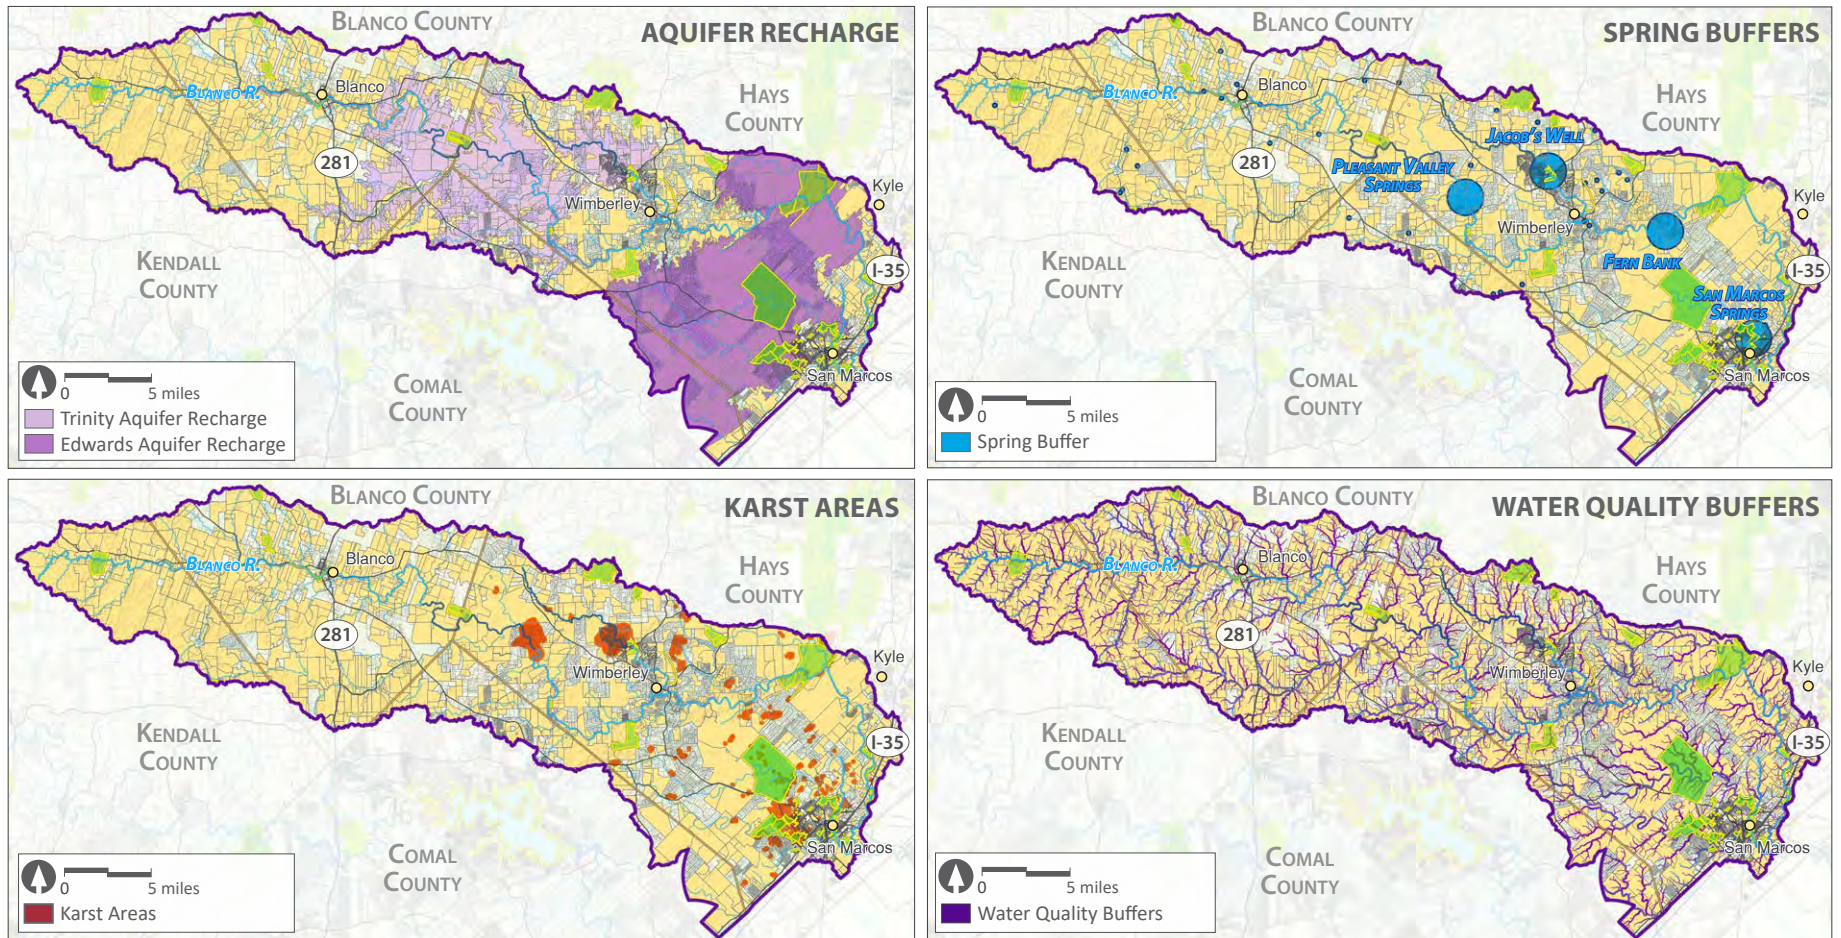 BLANCO COUNTY
AQUIFER RECHARGE
HAYS
COUNTY
BLANCO R.
Blanco
281
Kyle
Wimberley
KENDALL
COUNTY
I-35
COMAL
COUNTY
San Marcos
0
5 miles
Trinity Aquifer Recharge
Edwards Aquifer Recharge
BLANCO COUNTY
SPRING BUFFERS
HAYS
COUNTY
BLANCO R.
Blanco
JACOB'S WELL
281
PLEASANT VALLEY
SPRINGS
Kyle
Wimberley
KENDALL
COUNTY
FERN BANK
I-35
SAN MARCOS
SPRINGS
COMAL
COUNTY
San Marcos
0
5 miles
Spring Buffer
BLANCO COUNTY
KARST AREAS
HAYS
COUNTY
BLANCO R.
Blanco
281
Kyle
Wimberley
KENDALL
COUNTY
I-35
COMAL
COUNTY
San Marcos
0
5 miles
Karst Areas
BLANCO COUNTY
WATER QUALITY BUFFERS
HAYS
COUNTY
BLANCO R.
Blanco
281
Kyle
Wimberley
KENDALL
COUNTY
I-35
COMAL
COUNTY
San Marcos
0
5 miles
Water Quality Buffers